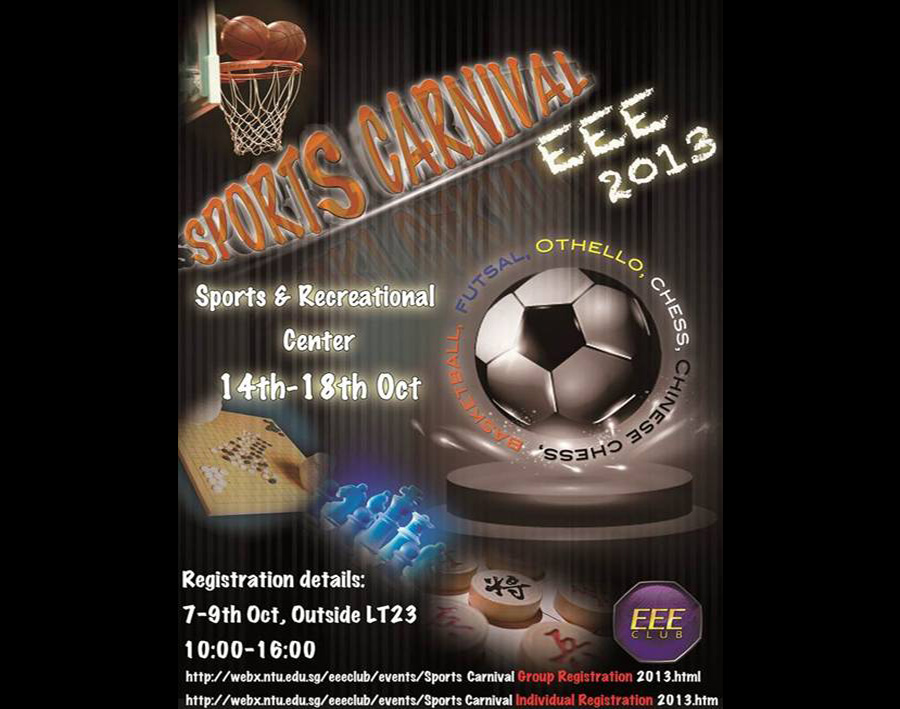 SPORTS CARNIVAL
EEE
2013
Sports & Recreational
Center
14th-18th Oct
BASKETBALL, FUTSAL, OTHELLO, CHESS, CHINESE CHESS,
将
Registration details:
7-9th Oct, Outside LT23
10:00-16:00
EEE
CLUB
http://webx.ntu.edu.sg/eeeclub/events/Sports Carnival Group Registration 2013.html
http://webx.ntu.edu.sg/eeeclub/events/Sports Carnival Individual Registration 2013.htm